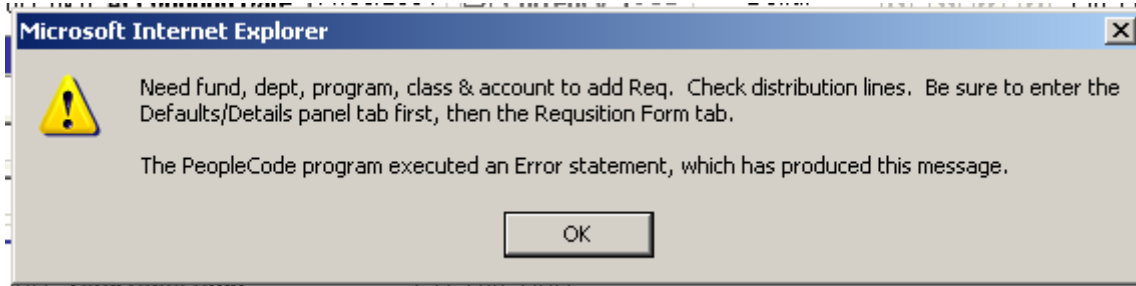 Microsoft Internet Explorer
Need fund, dept, program, class & account to add Req. Check distribution lines. Be sure to enter the
Defaults/Details panel tab first, then the Requsition Form tab.
The PeopleCode program executed an Error statement, which has produced this message.
OK